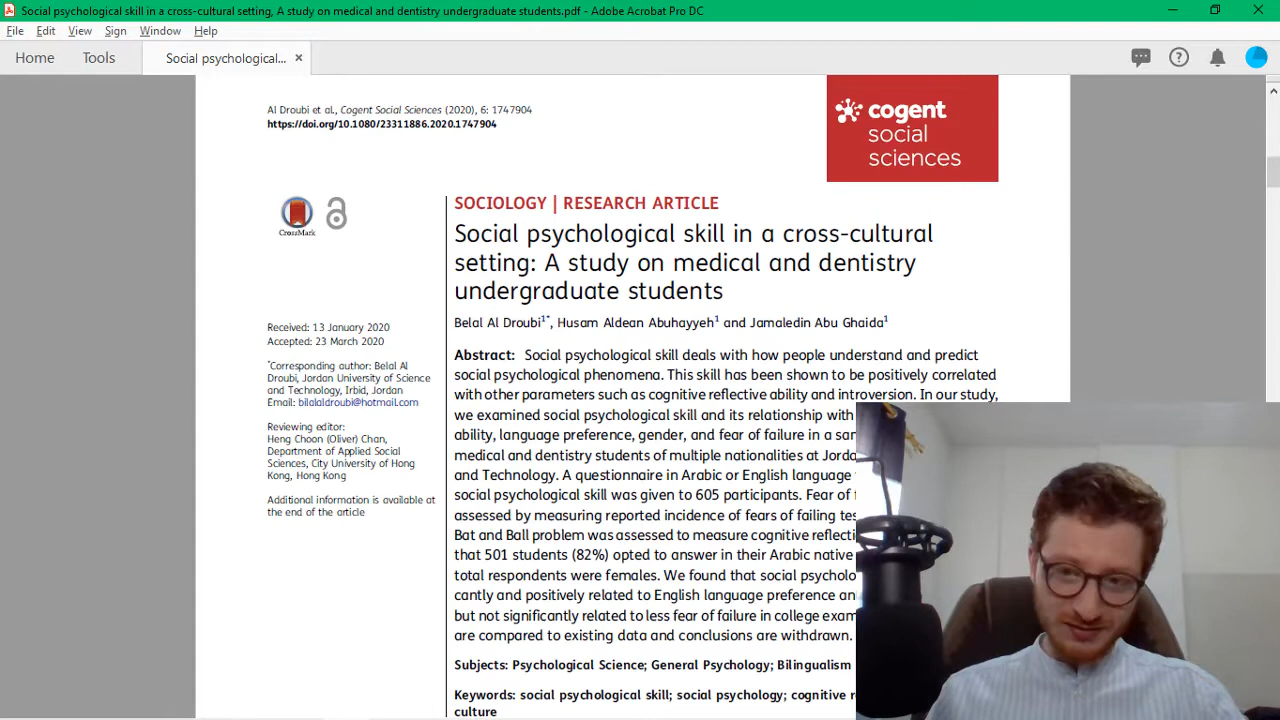 Social psychological skill in a cross-cultural setting, A study on medical and dentistry undergraduate students.pdf - Adobe Acrobat Pro DC
File Edit View Sign Window Help
Home Tools Social psychological... ×
Al Droubi et al., Cogent Social Sciences (2020), 6: 1747904
https://doi.org/10.1080/23311886.2020.1747904
cogent
social
sciences
CrossMark
SOCIOLOGY | RESEARCH ARTICLE
Social psychological skill in a cross-cultural
setting: A study on medical and dentistry
undergraduate students
Belal Al Droubi1*, Husam Aldean Abuhayyeh1 and Jamaledin Abu Ghaida1
Received: 13 January 2020
Accepted: 23 March 2020
*Corresponding author: Belal Al
Droubi, Jordan University of Science
and Technology, Irbid, Jordan
Email: bilalaldroubi@hotmail.com
Reviewing editor:
Heng Choon (Oliver) Chan,
Department of Applied Social
Sciences, City University of Hong
Kong, Hong Kong
Additional information is available at
the end of the article
Abstract: Social psychological skill deals with how people understand and predict
social psychological phenomena. This skill has been shown to be positively correlated
with other parameters such as cognitive reflective ability and introversion. In our study,
we examined social psychological skill and its relationship with
ability, language preference, gender, and fear of failure in a
medical and dentistry students of multiple nationalities at
and Technology. A questionnaire in Arabic or English language
social psychological skill was given to 605 participants. Fear of
assessed by measuring reported incidence of fears of failing
Bat and Ball problem was assessed to measure cognitive
that 501 students (82%) opted to answer in their Arabic native
total respondents were females. We found that social
cantly and positively related to English language preference
but not significantly related to less fear of failure in college
are compared to existing data and conclusions are withdrawn.
Subjects: Psychological Science; General Psychology; Bilingualism
Keywords: social psychological skill; social psychology; cognitive
culture